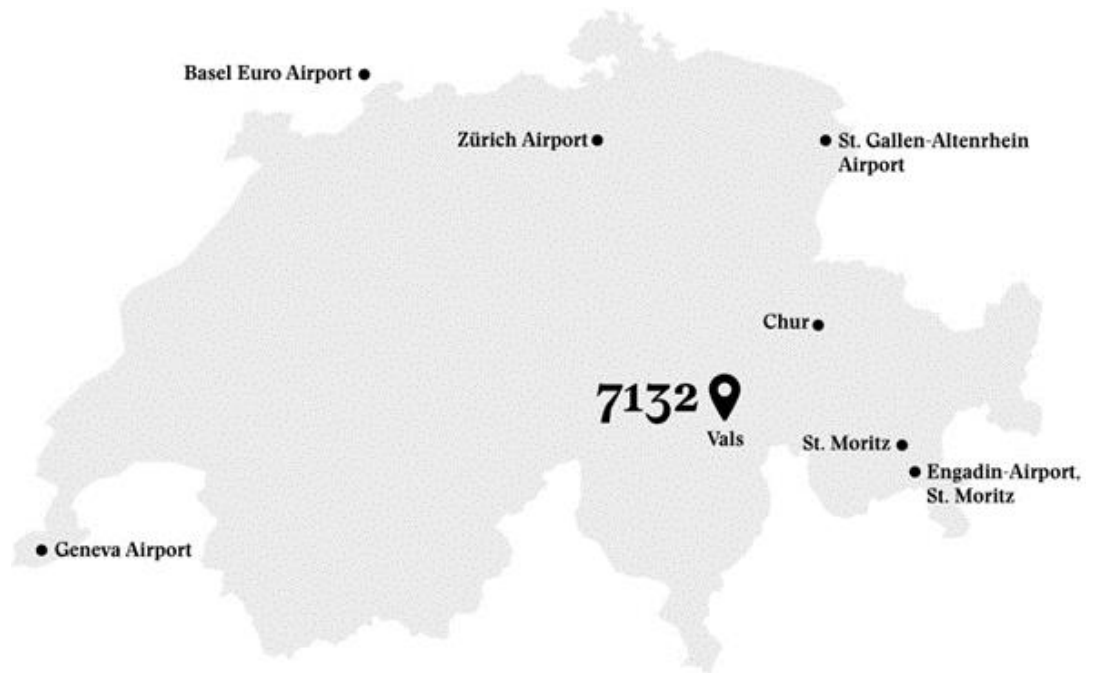 Basel Euro Airport
Zürich Airport
St. Gallen-Altenrhein
Airport
Chur
7132
Vals
St. Moritz
Engadin-Airport,
St. Moritz
Geneva Airport